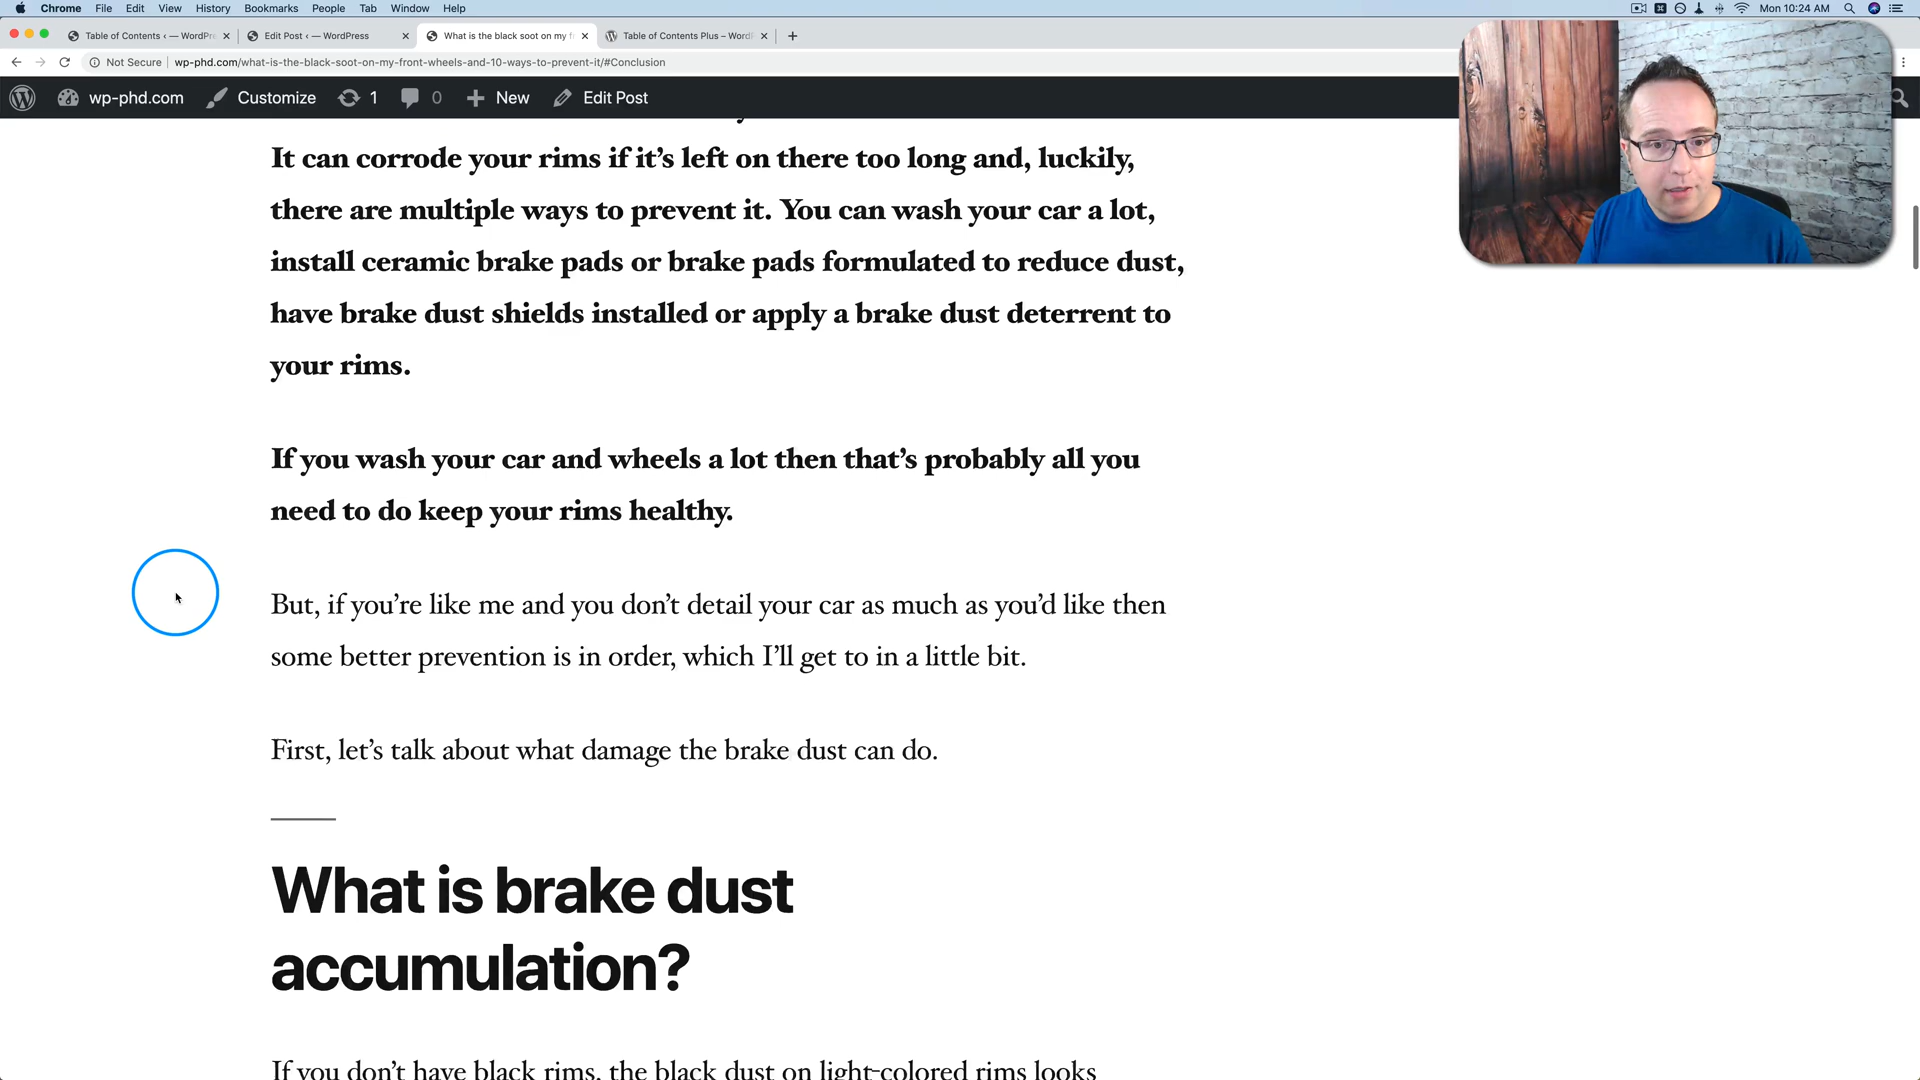 Chrome File Edit View History Bookmarks People Tab Window Help Mon 10:24 AM
Table of Contents ‹ — WordPre Edit Post ‹ — WordPress What is the black soot on my f Table of Contents Plus – Word
Not Secure wp-phd.com/what-is-the-black-soot-on-my-front-wheels-and-10-ways-to-prevent-it/#Conclusion
wp-phd.com Customize 1 0 New Edit Post
It can corrode your rims if it’s left on there too long and, luckily,
there are multiple ways to prevent it. You can wash your car a lot,
install ceramic brake pads or brake pads formulated to reduce dust,
have brake dust shields installed or apply a brake dust deterrent to
your rims.
If you wash your car and wheels a lot then that’s probably all you
need to do keep your rims healthy.
But, if you’re like me and you don’t detail your car as much as you’d like then
some better prevention is in order, which I’ll get to in a little bit.
First, let’s talk about what damage the brake dust can do.
What is brake dust
accumulation?
If you don’t have black rims, the black dust on light-colored rims looks